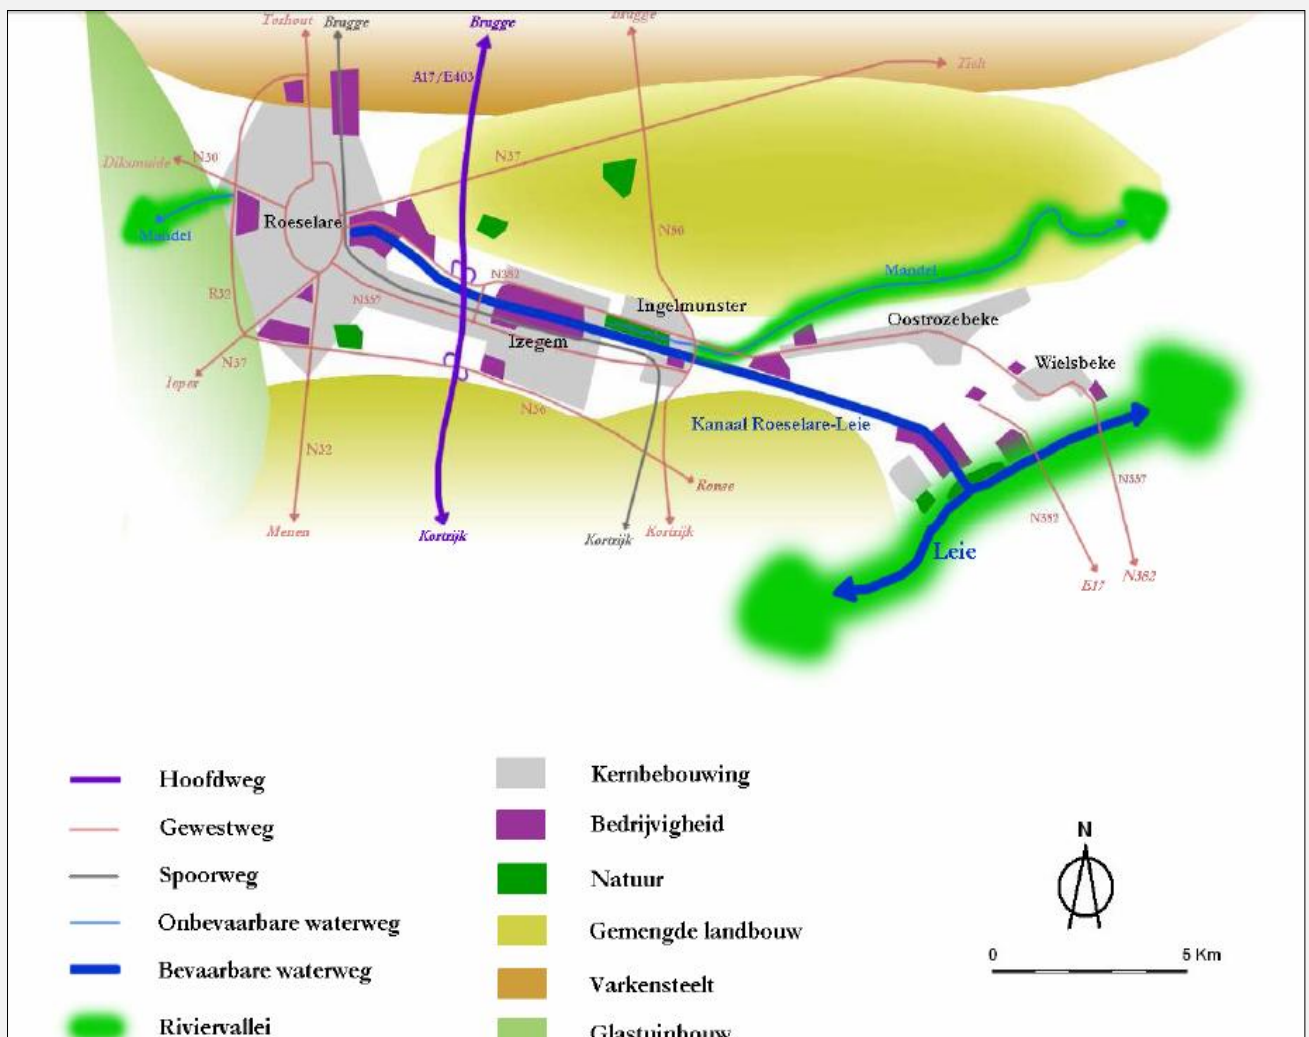 Torhout
Brugge
Brugge
Brugge
A17/E403
Tielt
Diksmuide
N36
N37
Roeselare
Mandel
N36
R32
N357
N382
Mandel
Ingelmunster
Oostrozebeke
Izegem
Wielsbeke
N37
Ieper
N36
Kanaal Roeselare-Leie
N32
Ronse
N357
N382
Menen
Kortrijk
Kortrijk
Kortrijk
Leie
E17
N382
Hoofdweg
Gewestweg
Spoorweg
Onbevaarbare waterweg
Bevaarbare waterweg
Riviervallei
Kernbebouwing
Bedrijvigheid
Natuur
Gemengde landbouw
Varkensteelt
Glastuinbouw
N
0 5 Km